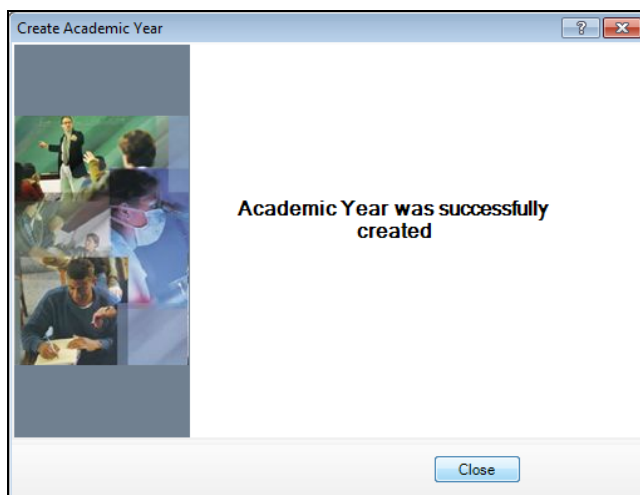 Create Academic Year
?
Academic Year was successfully
created
Close